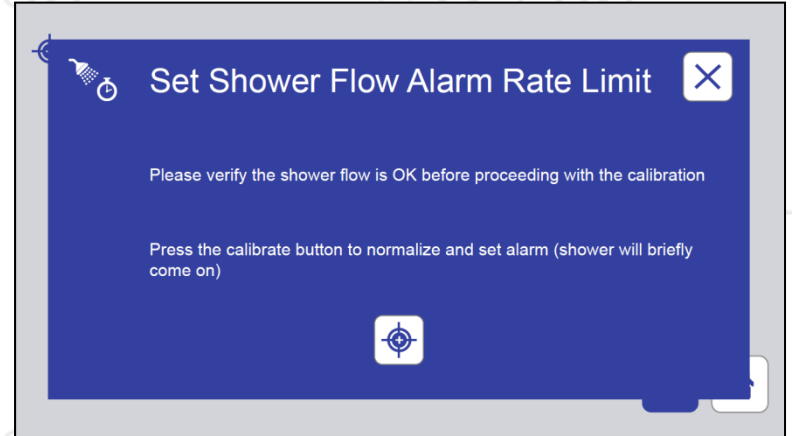 Set Shower Flow Alarm Rate Limit
Please verify the shower flow is OK before proceeding with the calibration
Press the calibrate button to normalize and set alarm (shower will briefly
come on)